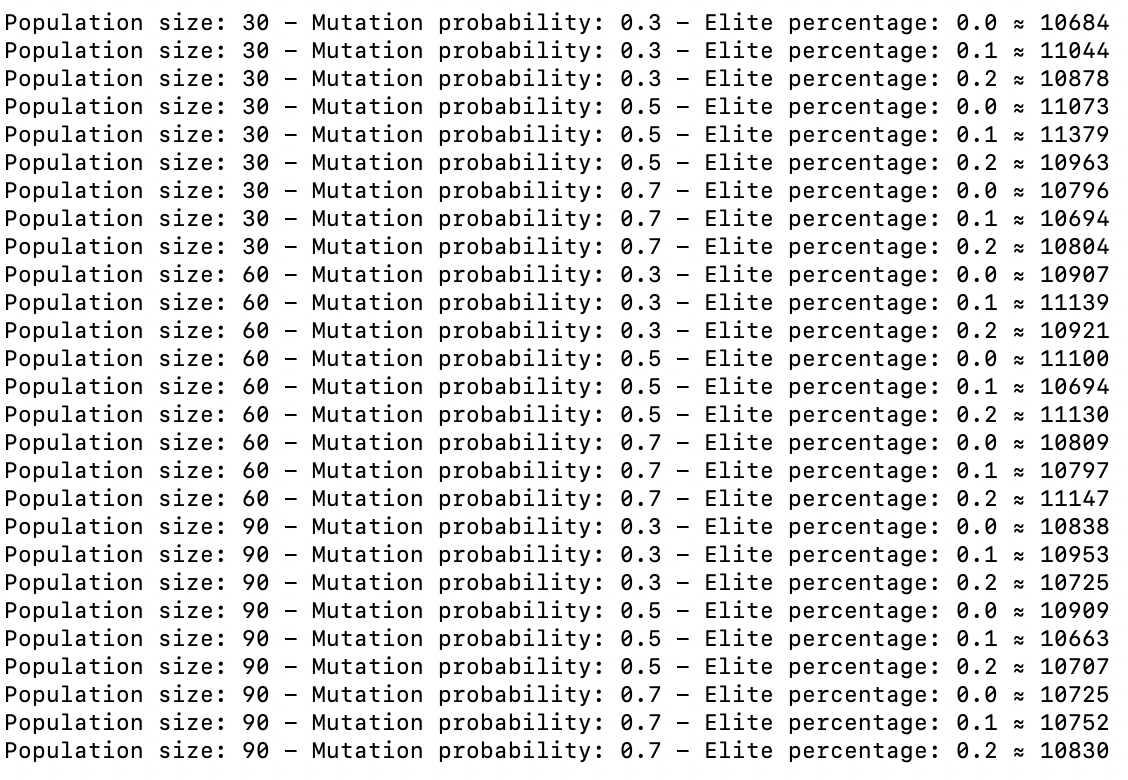 Population size: 30 – Mutation probability: 0.3 – Elite percentage: 0.0 ≈ 10684
Population size: 30 – Mutation probability: 0.3 – Elite percentage: 0.1 ≈ 11044
Population size: 30 – Mutation probability: 0.3 – Elite percentage: 0.2 ≈ 10878
Population size: 30 – Mutation probability: 0.5 – Elite percentage: 0.0 ≈ 11073
Population size: 30 – Mutation probability: 0.5 – Elite percentage: 0.1 ≈ 11379
Population size: 30 – Mutation probability: 0.5 – Elite percentage: 0.2 ≈ 10963
Population size: 30 – Mutation probability: 0.7 – Elite percentage: 0.0 ≈ 10796
Population size: 30 – Mutation probability: 0.7 – Elite percentage: 0.1 ≈ 10694
Population size: 30 – Mutation probability: 0.7 – Elite percentage: 0.2 ≈ 10804
Population size: 60 – Mutation probability: 0.3 – Elite percentage: 0.0 ≈ 10907
Population size: 60 – Mutation probability: 0.3 – Elite percentage: 0.1 ≈ 11139
Population size: 60 – Mutation probability: 0.3 – Elite percentage: 0.2 ≈ 10921
Population size: 60 – Mutation probability: 0.5 – Elite percentage: 0.0 ≈ 11100
Population size: 60 – Mutation probability: 0.5 – Elite percentage: 0.1 ≈ 10694
Population size: 60 – Mutation probability: 0.5 – Elite percentage: 0.2 ≈ 11130
Population size: 60 – Mutation probability: 0.7 – Elite percentage: 0.0 ≈ 10809
Population size: 60 – Mutation probability: 0.7 – Elite percentage: 0.1 ≈ 10797
Population size: 60 – Mutation probability: 0.7 – Elite percentage: 0.2 ≈ 11147
Population size: 90 – Mutation probability: 0.3 – Elite percentage: 0.0 ≈ 10838
Population size: 90 – Mutation probability: 0.3 – Elite percentage: 0.1 ≈ 10953
Population size: 90 – Mutation probability: 0.3 – Elite percentage: 0.2 ≈ 10725
Population size: 90 – Mutation probability: 0.5 – Elite percentage: 0.0 ≈ 10909
Population size: 90 – Mutation probability: 0.5 – Elite percentage: 0.1 ≈ 10663
Population size: 90 – Mutation probability: 0.5 – Elite percentage: 0.2 ≈ 10707
Population size: 90 – Mutation probability: 0.7 – Elite percentage: 0.0 ≈ 10725
Population size: 90 – Mutation probability: 0.7 – Elite percentage: 0.1 ≈ 10752
Population size: 90 – Mutation probability: 0.7 – Elite percentage: 0.2 ≈ 10830